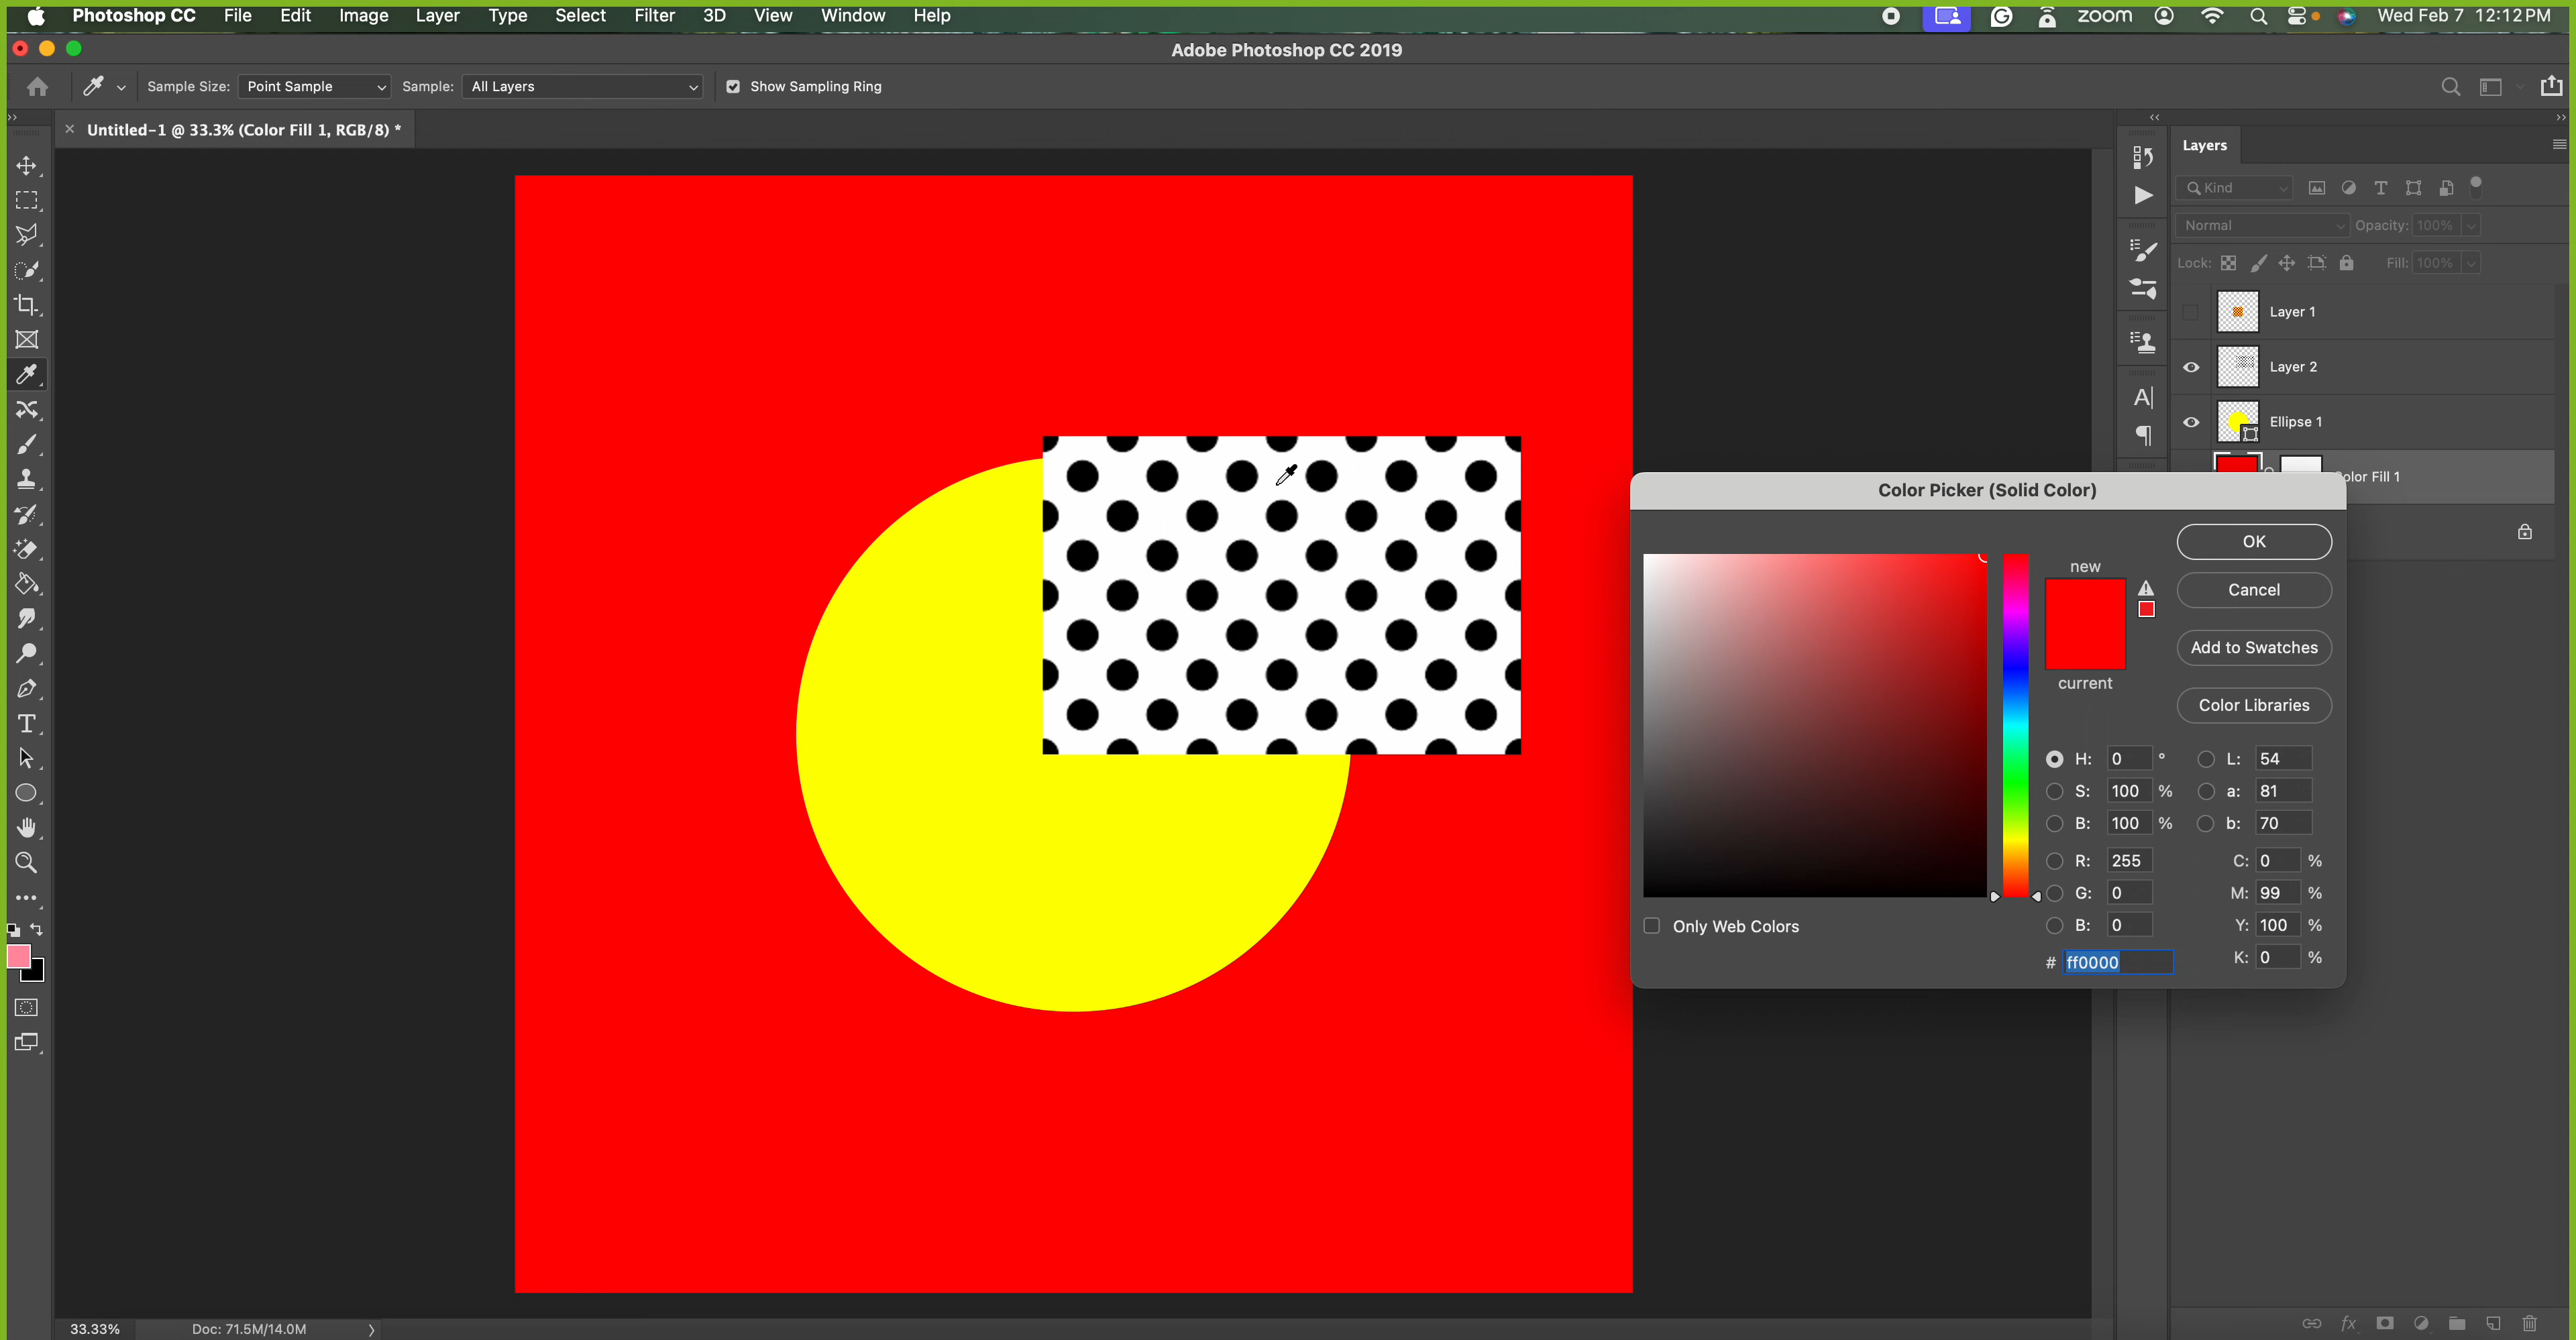 Photoshop CC File Edit Image Layer Type Select Filter 3D View Window Help zoom Wed Feb 7 12:12 PM
Adobe Photoshop CC 2019
Sample Size: Point Sample Sample: All Layers Show Sampling Ring
Untitled-1 @ 33.3% (Color Fill 1, RGB/8) *
Layers
Kind
Normal Opacity: 100%
Lock: Fill: 100%
Layer 1
Layer 2
Ellipse 1
olor Fill 1
Color Picker (Solid Color)
OK
new
Cancel
Add to Swatches
current
Color Libraries
H: 0 ° L: 54
S: 100 % a: 81
B: 100 % b: 70
R: 255 C: 0 %
G: 0 M: 99 %
Only Web Colors B: 0 Y: 100 %
# ff0000 K: 0 %
33.33% Doc: 71.5M/14.0M